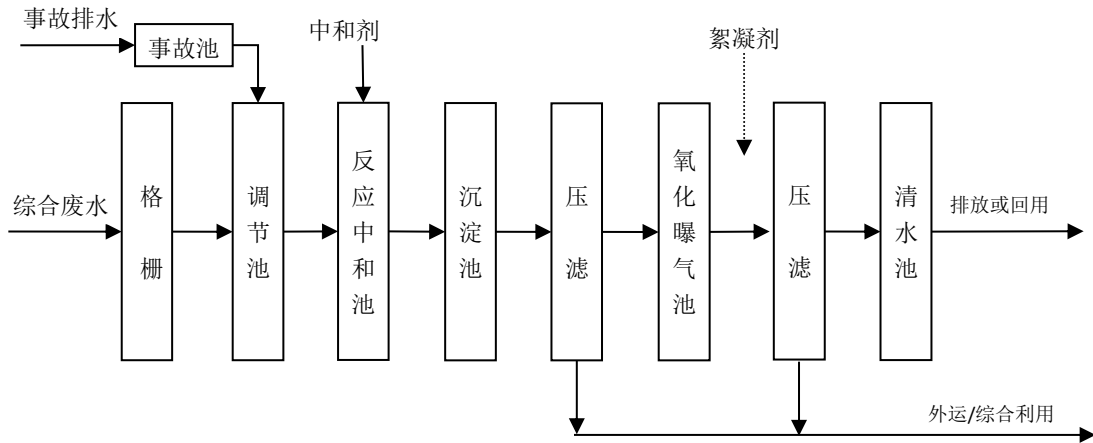 事故排水
事故池
中和剂
絮凝剂
综合废水
格栅
调节池
反应中和池
沉淀池
压滤
氧化曝气池
压滤
清水池
排放或回用
外运/综合利用